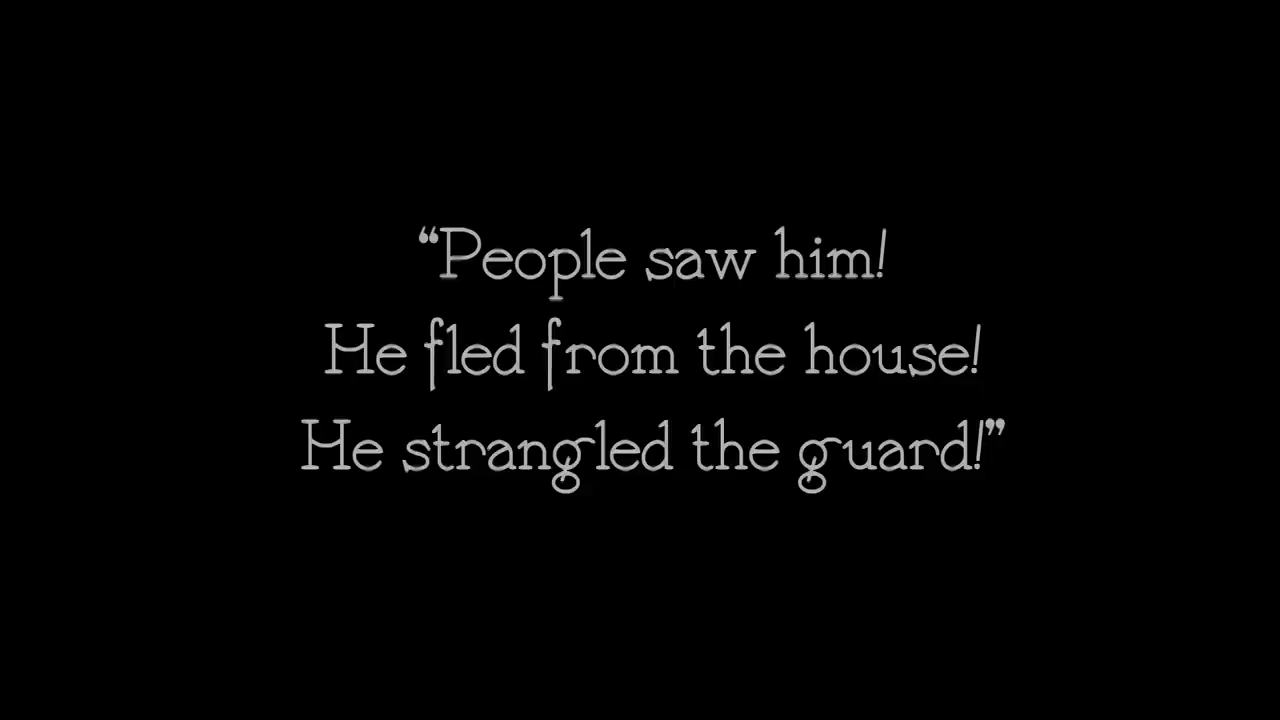 “People saw him!
He fled from the house!
He strangled the guard!”